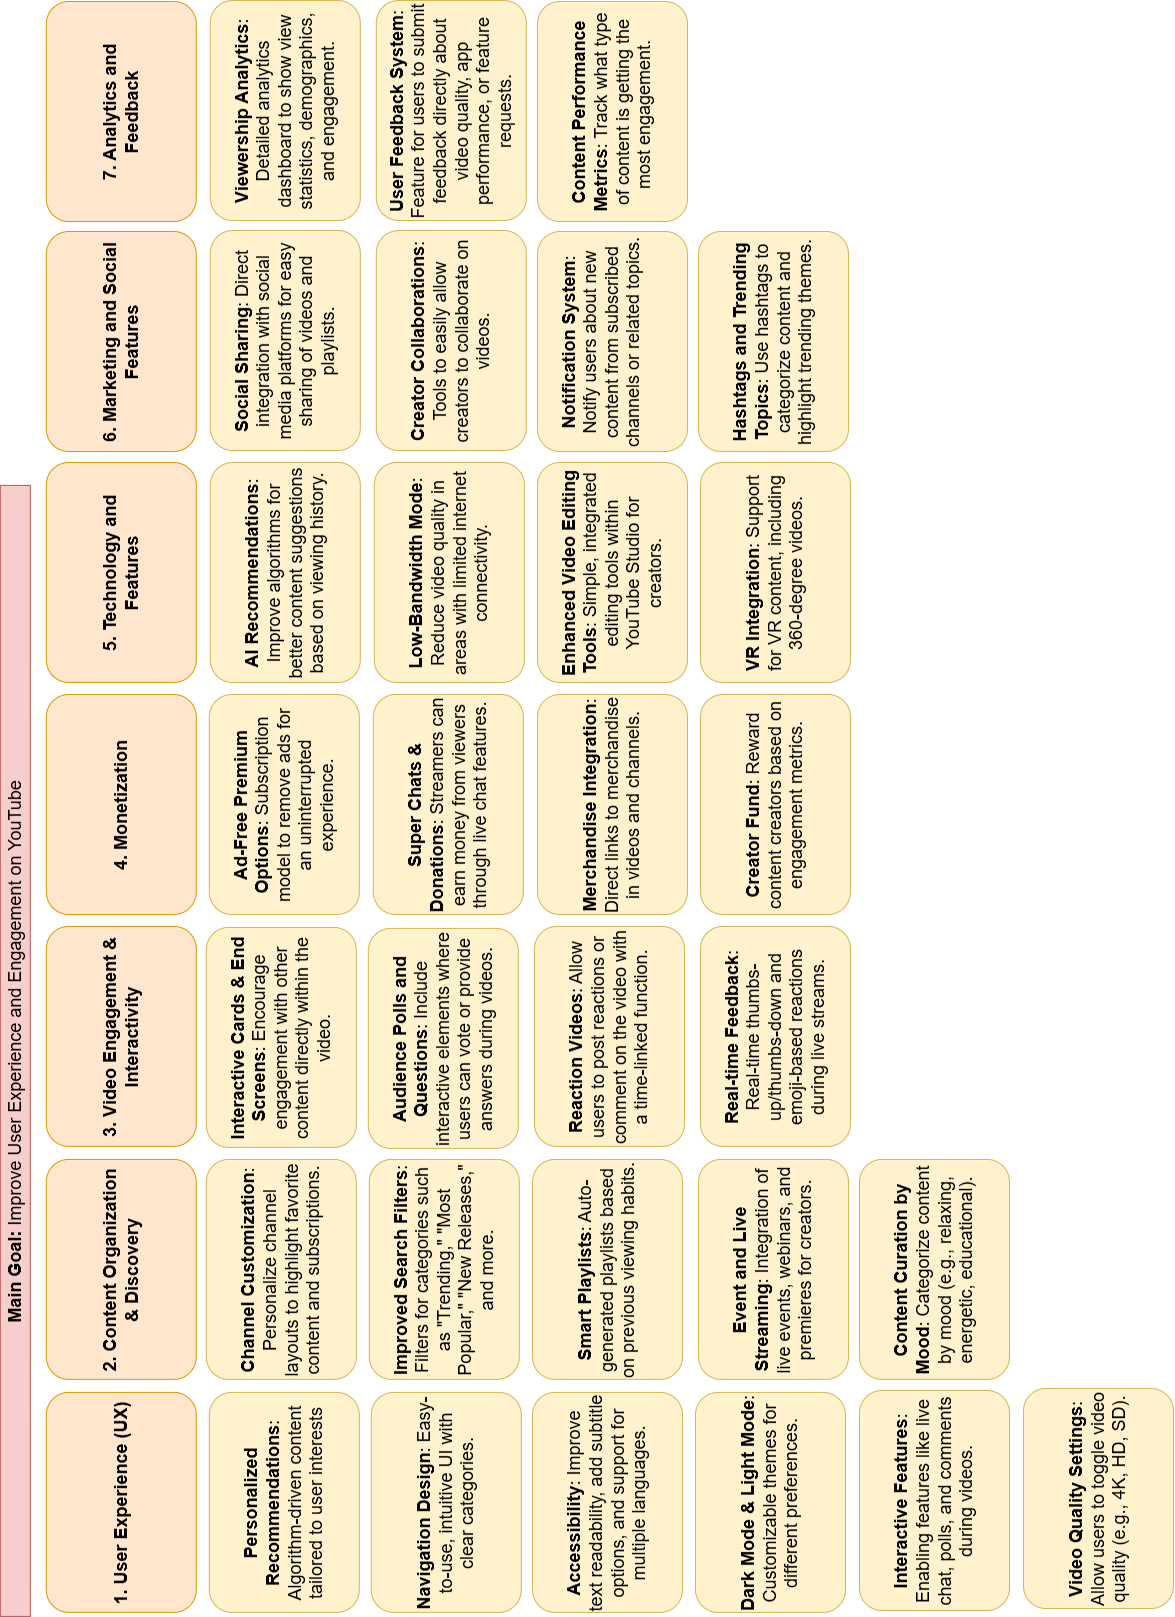 Main Goal: Improve User Experience and Engagement on YouTube
1. User Experience (UX)
Personalized
Recommendations:
Algorithm-driven content
tailored to user interests
Navigation Design: Easy-
to-use, intuitive UI with
clear categories.
Accessibility: Improve
text readability, add subtitle
options, and support for
multiple languages.
Dark Mode & Light Mode:
Customizable themes for
different preferences.
Interactive Features:
Enabling features like live
chat, polls, and comments
during videos.
Video Quality Settings:
Allow users to toggle video
quality (e.g., 4K, HD, SD).
2. Content Organization
& Discovery
Channel Customization:
Personalize channel
layouts to highlight favorite
content and subscriptions.
Improved Search Filters:
Filters for categories such
as "Trending," "Most
Popular," "New Releases,"
and more.
Smart Playlists: Auto-
generated playlists based
on previous viewing habits.
Event and Live
Streaming: Integration of
live events, webinars, and
premieres for creators.
Content Curation by
Mood: Categorize content
by mood (e.g., relaxing,
energetic, educational).
3. Video Engagement &
Interactivity
Interactive Cards & End
Screens: Encourage
engagement with other
content directly within the
video.
Audience Polls and
Questions: Include
interactive elements where
users can vote or provide
answers during videos.
Reaction Videos: Allow
users to post reactions or
comment on the video with
a time-linked function.
Real-time Feedback:
Real-time thumbs-
up/thumbs-down and
emoji-based reactions
during live streams.
4. Monetization
Ad-Free Premium
Options: Subscription
model to remove ads for
an uninterrupted
experience.
Super Chats &
Donations: Streamers can
earn money from viewers
through live chat features.
Merchandise Integration:
Direct links to merchandise
in videos and channels.
Creator Fund: Reward
content creators based on
engagement metrics.
5. Technology and
Features
AI Recommendations:
Improve algorithms for
better content suggestions
based on viewing history.
Low-Bandwidth Mode:
Reduce video quality in
areas with limited internet
connectivity.
Enhanced Video Editing
Tools: Simple, integrated
editing tools within
YouTube Studio for
creators.
VR Integration: Support
for VR content, including
360-degree videos.
6. Marketing and Social
Features
Social Sharing: Direct
integration with social
media platforms for easy
sharing of videos and
playlists.
Creator Collaborations:
Tools to easily allow
creators to collaborate on
videos.
Notification System:
Notify users about new
content from subscribed
channels or related topics.
Hashtags and Trending
Topics: Use hashtags to
categorize content and
highlight trending themes.
7. Analytics and
Feedback
Viewership Analytics:
Detailed analytics
dashboard to show view
statistics, demographics,
and engagement.
User Feedback System:
Feature for users to submit
feedback directly about
video quality, app
performance, or feature
requests.
Content Performance
Metrics: Track what type
of content is getting the
most engagement.